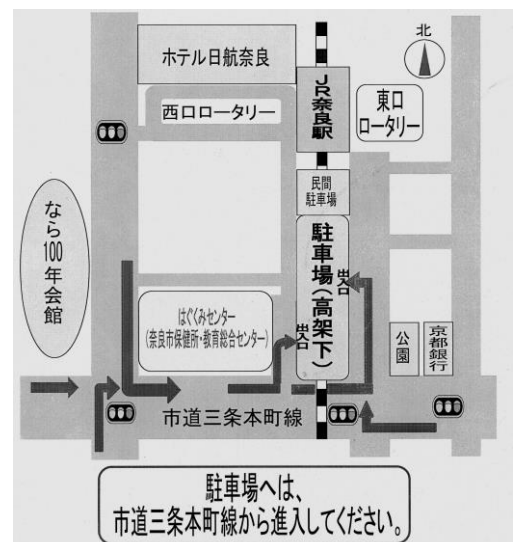 北
ホテル日航奈良
西口ロータリー
JR奈良駅
東口
ロータリー
民間
駐車場
なら100年会館
駐車場(高架下)
出入口
出入口
はぐくみセンター
(奈良市保健所・教育総合センター)
公園
京都銀行
市道三条本町線
駐車場へは、
市道三条本町線から進入してください。